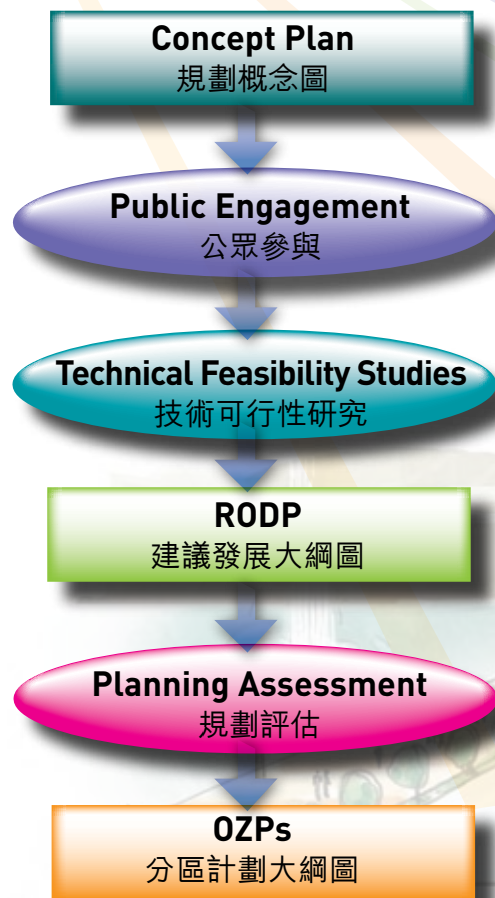 Concept Plan
規劃概念圖
Public Engagement
公眾參與
Technical Feasibility Studies
技術可行性研究
RODP
建議發展大綱圖
Planning Assessment
規劃評估
OZPs
分區計劃大綱圖